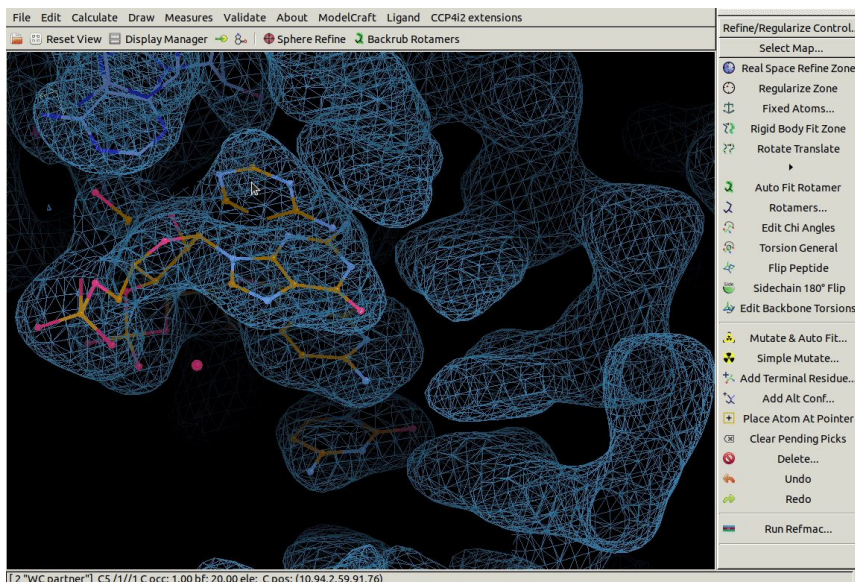 File Edit Calculate Draw Measures Validate About ModelCraft Ligand CCP4i2 extensions
Reset View Display Manager Sphere Refine Backrub Rotamers
Refine/Regularize Control..
Select Map...
Real Space Refine Zone
Regularize Zone
Fixed Atoms...
Rigid Body Fit Zone
Rotate Translate
Auto Fit Rotamer
Rotamers...
Edit Chi Angles
Torsion General
Flip Peptide
Side
Sidechain 180° Flip
Edit Backbone Torsions
Mutate & Auto Fit...
Simple Mutate...
Add Terminal Residue...
Add Alt Conf...
Place Atom At Pointer
Clear Pending Picks
Delete...
Undo
Redo
Run Refmac...
[ 2 "WC partner"] C5 /1//1 C occ: 1.00 bf: 20.00 ele: C pos: (10.94,2.59,91.76)